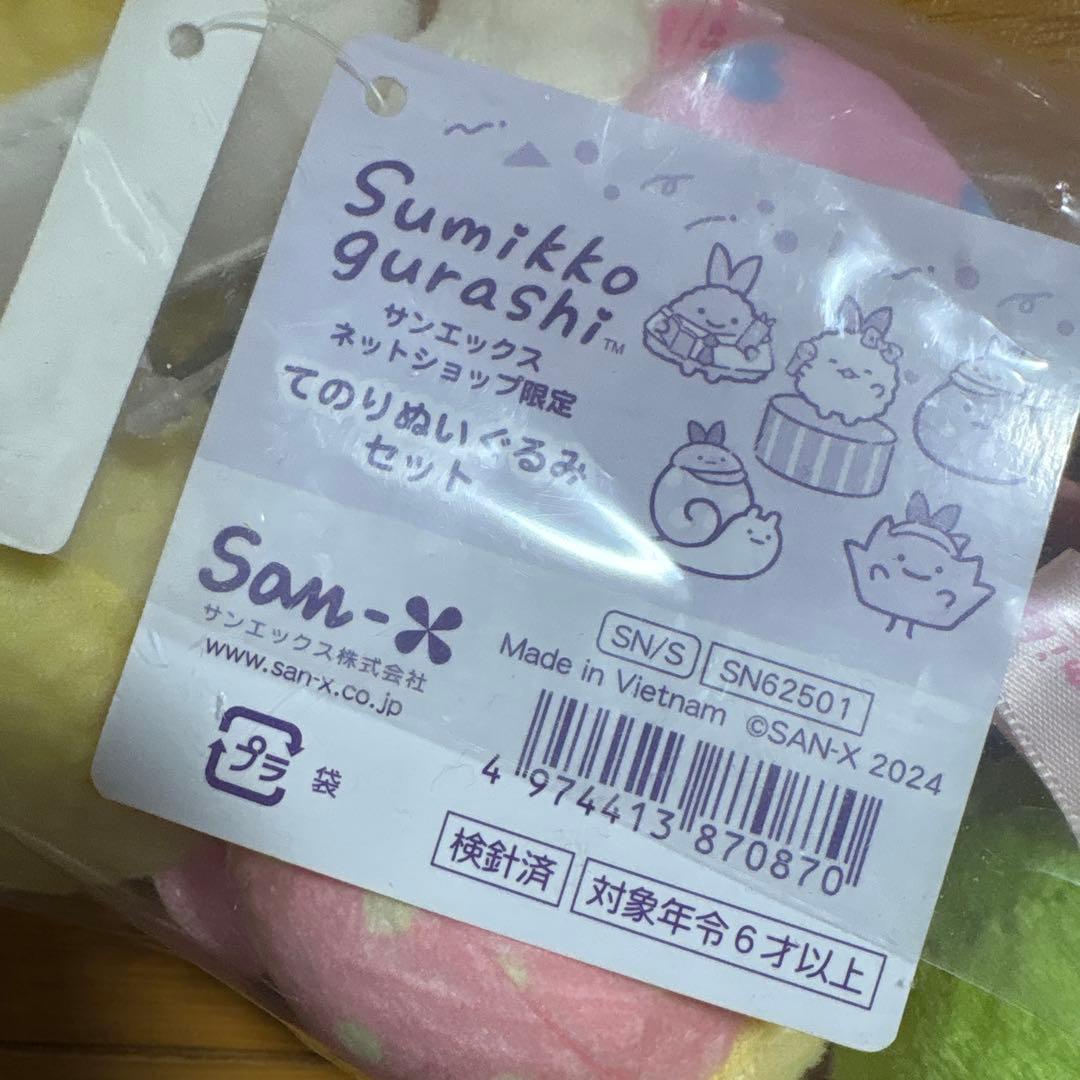 Sumikko
gurashi™
サンエックス
ネットショップ限定
てのりぬいぐるみ
セット
San-X
サンエックス株式会社
www.san-x.co.jp
プラ 袋
SN/S SN62501
Made in Vietnam ©SAN-X 2024
4 974413 870870
検針済 対象年令6才以上